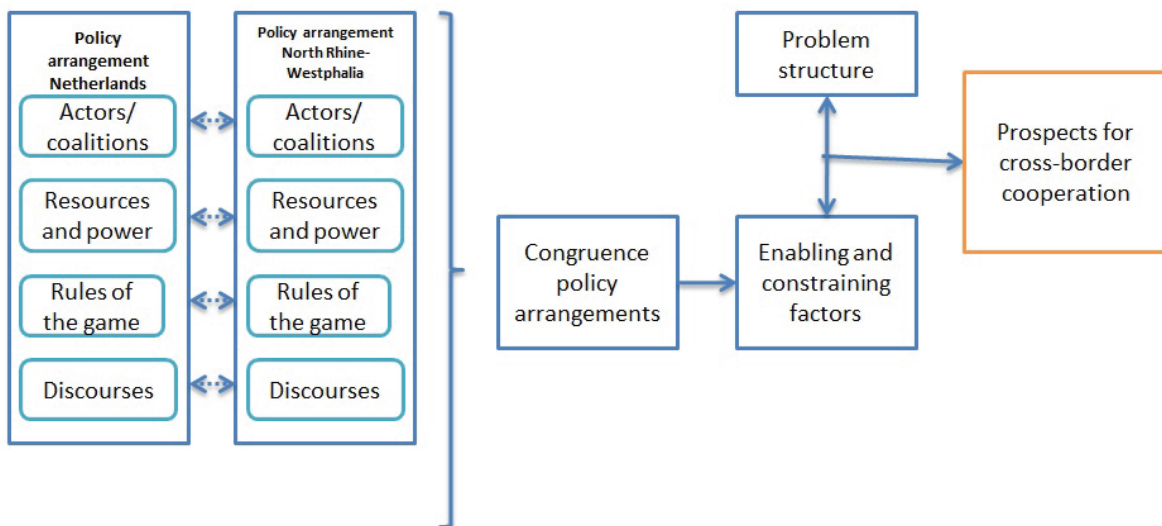 Policy
arrangement
Netherlands
Actors/
coalitions
Resources
and power
Rules of
the game
Discourses
Policy arrangement
North Rhine-
Westphalia
Actors/
coalitions
Resources
and power
Rules of
the game
Discourses
Congruence
policy
arrangements
Problem
structure
Enabling and
constraining
factors
Prospects for
cross-border
cooperation